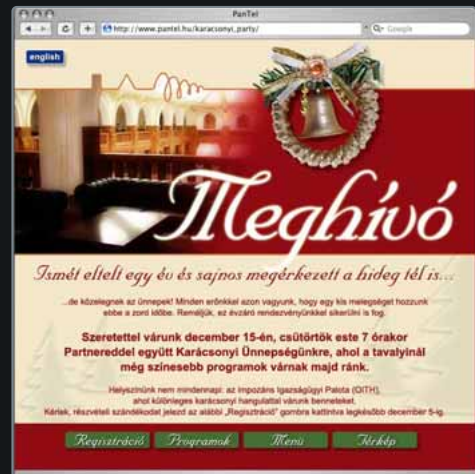 PanTel
http://www.pantel.hu/karacsonyi_party/
Google
english
Meghívó
Ismét eltelt egy év és sajnos megérkezett a hideg tél is...
...de közelegnek az ünnepek! Minden erőnkkel azon vagyunk, hogy egy kis melegséget hozzunk
ebbe a zord időbe. Reméljük, ez évzáró rendezvényünkkel sikerülni is fog.
Szeretettel várunk december 15-én, csütörtök este 7 órakor
Partnereddel együtt Karácsonyi Ünnepségünkre, ahol a tavalyinál
még színesebb programok várnak majd ránk.
Helyszínünk nem mindennapi: az impozáns Igazságügyi Palota (OITH),
ahol különleges karácsonyi hangulattal várunk benneteket.
Kérlek, részvételi szándékodat jelezd az alábbi „Regisztráció" gombra kattintva legkésőbb december 5-ig.
Regisztráció Programok Menü Térkép